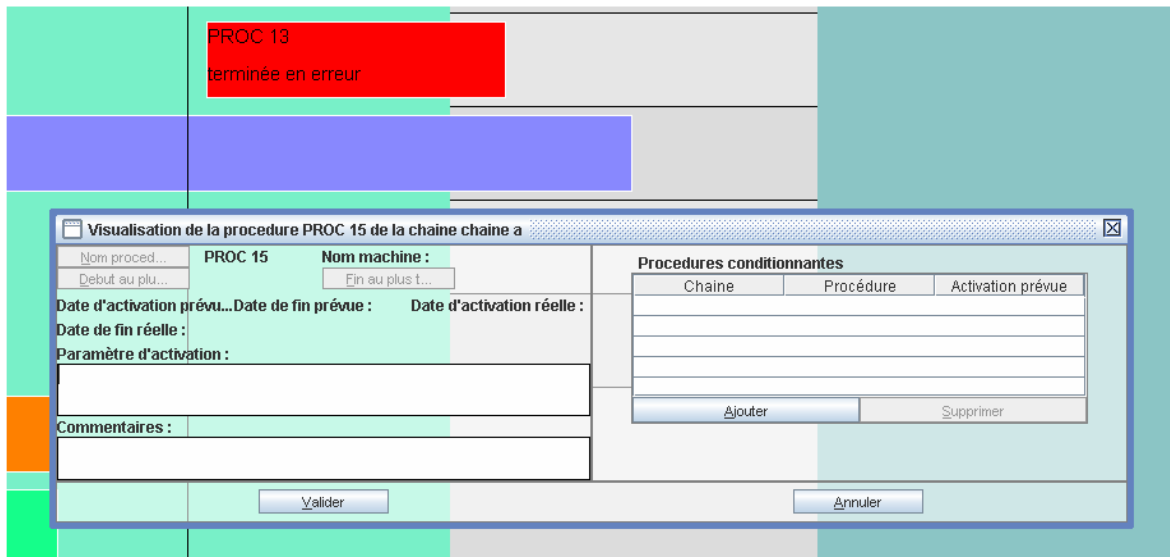 PROC 13
terminée en erreur
Visualisation de la procedure PROC 15 de la chaine chaine a
Nom proced... PROC 15 Nom machine :
Debut au plu... Fin au plus t...
Date d'activation prévu... Date de fin prévue : Date d'activation réelle :
Date de fin réelle :
Paramètre d'activation :
Commentaires :
Procedures conditionnantes
Chaine Procédure Activation prévue
Ajouter Supprimer
Valider Annuler